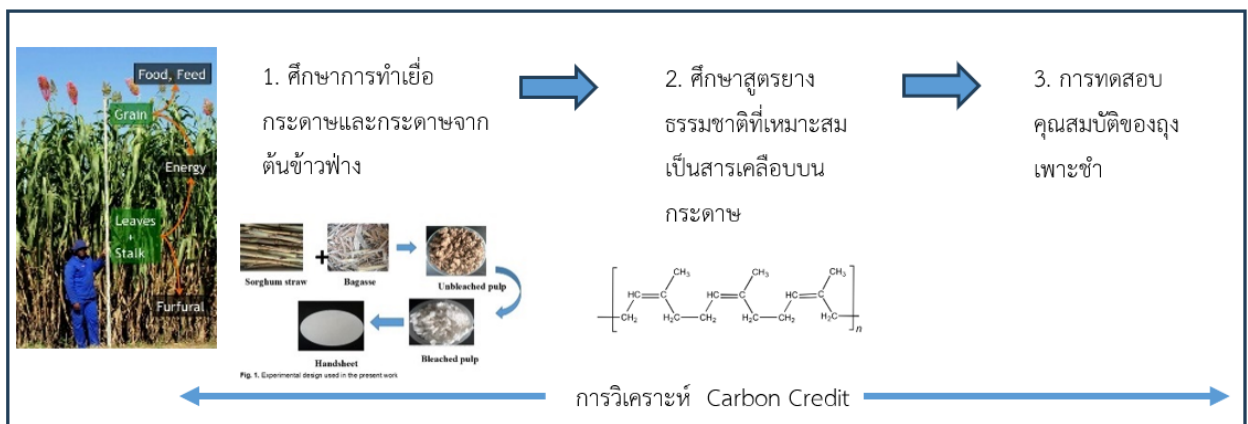 Food, Feed
Grain
Energy
Leaves
+
Stalk
Furfural
1. ศึกษาการทำเยื่อ
กระดาษและกระดาษจาก
ต้นข้าวฟ่าง
+
Sorghum straw
Bagasse
Unbleached pulp
Handsheet
Bleached pulp
Fig. 1. Experimental design used in the present work
2. ศึกษาสูตรยาง
ธรรมชาติที่เหมาะสม
เป็นสารเคลือบบน
กระดาษ
CH3 CH3 CH3
HC C HC C HC C
CH2 H2C CH2 H2C CH2 H2C
n
3. การทดสอบ
คุณสมบัติของถุง
เพาะชำ
การวิเคราะห์ Carbon Credit